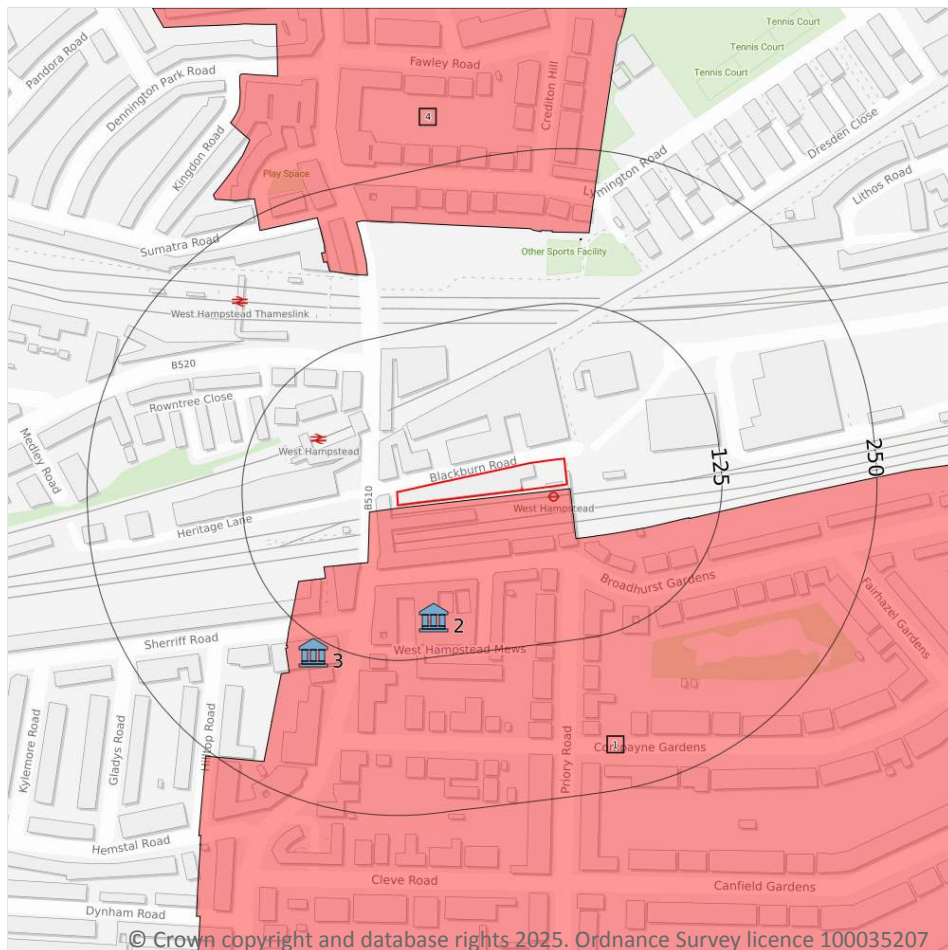 Tennis Court
Pandora Road
Tennis Court
Fawley Road
Dennington Park Road
Tennis Court
Crediton Hill
4
Dresden Close
Kingdon Road
Play Space
Lymington Road
Lithos Road
Sumatra Road
Other Sports Facility
West Hampstead Thameslink
B520
Rowntree Close
Medley Road
West Hampstead
125
250
Blackburn Road
B510
West Hampstead
Heritage Lane
Broadhurst Gardens
Fairhazel Gardens
2
Sherriff Road
West Hampstead Mews
3
Kylemore Road
Gladys Road
Hilltop Road
Priory Road
Compayne Gardens
1
Hemstal Road
Cleve Road
Canfield Gardens
Dynham Road
© Crown copyright and database rights 2025. Ordnance Survey licence 100035207